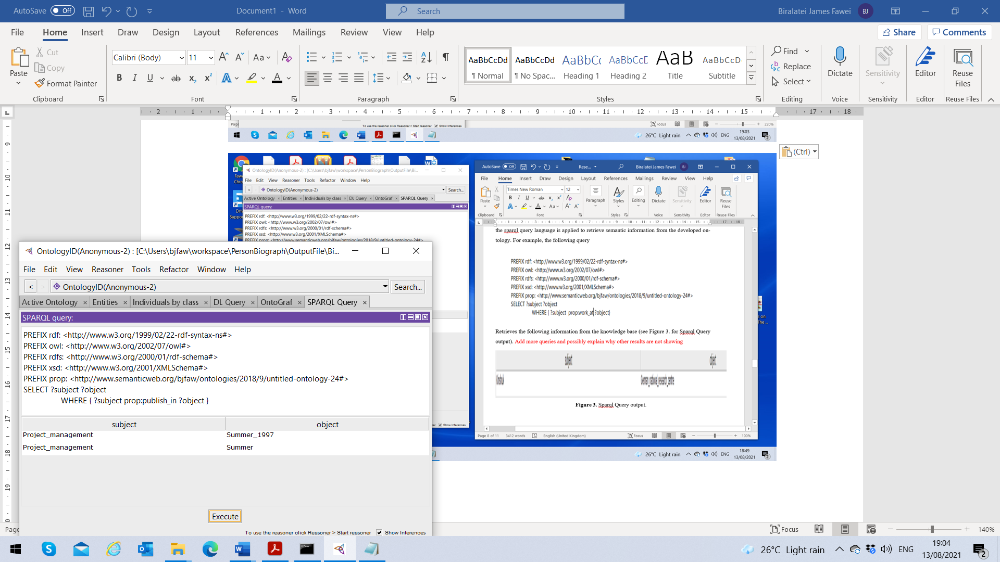 AutoSave Off
Document1 - Word
Search
Biralatei James Fawei BJ
File Home Insert Draw Design Layout References Mailings Review View Help
Share Comments
Paste
Cut
Copy
Format Painter
Clipboard
Calibri (Body) 11
Font
Paragraph
AaBbCcDd AaBbCcDd AaBbCc AaBbCcD AaB AaBbCcD
¶ Normal ¶ No Spac... Heading 1 Heading 2 Title Subtitle
Styles
Find
Replace
Select
Editing
Dictate
Voice
Sensitivity
Sensitivity
Editor
Editor
Reuse Files
Reuse Files
2 1 1 2 3 4 5 6 7 8 9 10 11 12 13 14 15 17 18
To use the reasoner click Reasoner > Start reasoner Show Inferences
Focus 220%
26°C Light rain ENG 19:03 13/08/2021 2
(Ctrl)
OntologyID(Anonymous-2) : [C:\Users\bjfaw\workspace\PersonBiograph\OutputFile\Bi...
File Edit View Reasoner Tools Refactor Window Help
OntologyID(Anonymous-2) Search...
Active Ontology × Entities × Individuals by class × DL Query × OntoGraf × SPARQL Query ×
SPARQL query:
PREFIX rdf: <http://www.w3.org/1999/02/22-rdf-syntax-ns#>
PREFIX owl: <http://www.w3.org/2002/07/owl#>
PREFIX rdfs: <http://www.w3.org/2000/01/rdf-schema#>
PREFIX xsd: <http://www.w3.org/2001/XMLSchema#>
PREFIX prop: <http://www.semanticweb.org/bjfaw/ontologies/2018/9/untitled-ontology-24#>
Show Inferences
AutoSave Off Rese... Biralatei James Fawei BJ
File Home Insert Draw Design Layout References Mailings Review View Help
Times New Roman 12
Paste Paragraph Styles Editing Dictate Sensitivity Editor Reuse Files
Clipboard Font Styles Voice Sensitivity Editor Reuse Files
the sparql query language is applied to retrieve semantic information from the developed on-
tology. For example, the following query
PREFIX rdf: <http://www.w3.org/1999/02/22-rdf-syntax-ns#>
PREFIX owl: <http://www.w3.org/2002/07/owl#>
PREFIX rdfs: <http://www.w3.org/2000/01/rdf-schema#>
PREFIX xsd: <http://www.w3.org/2001/XMLSchema#>
PREFIX prop: <http://www.semanticweb.org/bjfaw/ontologies/2018/9/untitled-ontology-24#>
SELECT ?subject ?object
WHERE { ?subject prop:work_at ?object}
Retrieves the following information from the knowledge base (see Figure 3. for Sparql Query
output). Add more queries and possibly explain why other results are not showing
subject object
Kinshuk German_national_research_centre
Figure 3. Sparql Query output.
Page 8 of 11 3412 words English (United Kingdom) Focus 100%
26°C Light rain ENG 18:49 13/08/2021 2
OntologyID(Anonymous-2) : [C:\Users\bjfaw\workspace\PersonBiograph\OutputFile\Bi...
File Edit View Reasoner Tools Refactor Window Help
< > OntologyID(Anonymous-2) Search...
Active Ontology × Entities × Individuals by class × DL Query × OntoGraf × SPARQL Query ×
SPARQL query:
PREFIX rdf: <http://www.w3.org/1999/02/22-rdf-syntax-ns#>
PREFIX owl: <http://www.w3.org/2002/07/owl#>
PREFIX rdfs: <http://www.w3.org/2000/01/rdf-schema#>
PREFIX xsd: <http://www.w3.org/2001/XMLSchema#>
PREFIX prop: <http://www.semanticweb.org/bjfaw/ontologies/2018/9/untitled-ontology-24#>
SELECT ?subject ?object
WHERE { ?subject prop:publish_in ?object }
subject object
Project_management Summer_1997
Project_management Summer
Execute
To use the reasoner click Reasoner > Start reasoner Show Inferences
Page
Focus 140%
26°C Light rain ENG 19:04
13/08/2021 2